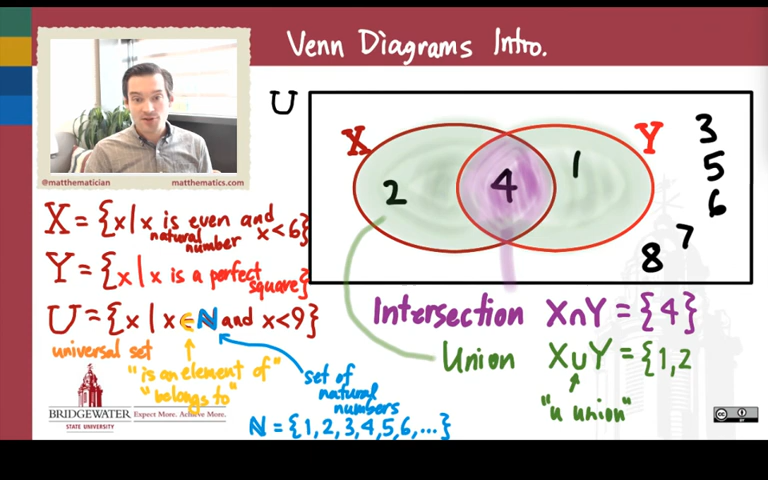 Venn Diagrams Intro.
@matthematician matthematics.com
U
X Y
2 4 1
3
5
6
7
8
X = {x | x is even and
natural number x < 6}
Y = {x | x is a perfect
square}
U = {x | x ∈ ℕ and x < 9}
universal set
"is an element of"
"belongs to"
set of
natural
numbers
ℕ = {1, 2, 3, 4, 5, 6, ...}
Intersection X∩Y = {4}
Union X∪Y = {1, 2
"u union"
BRIDGEWATER
STATE UNIVERSITY
Expect More. Achieve More.
cc